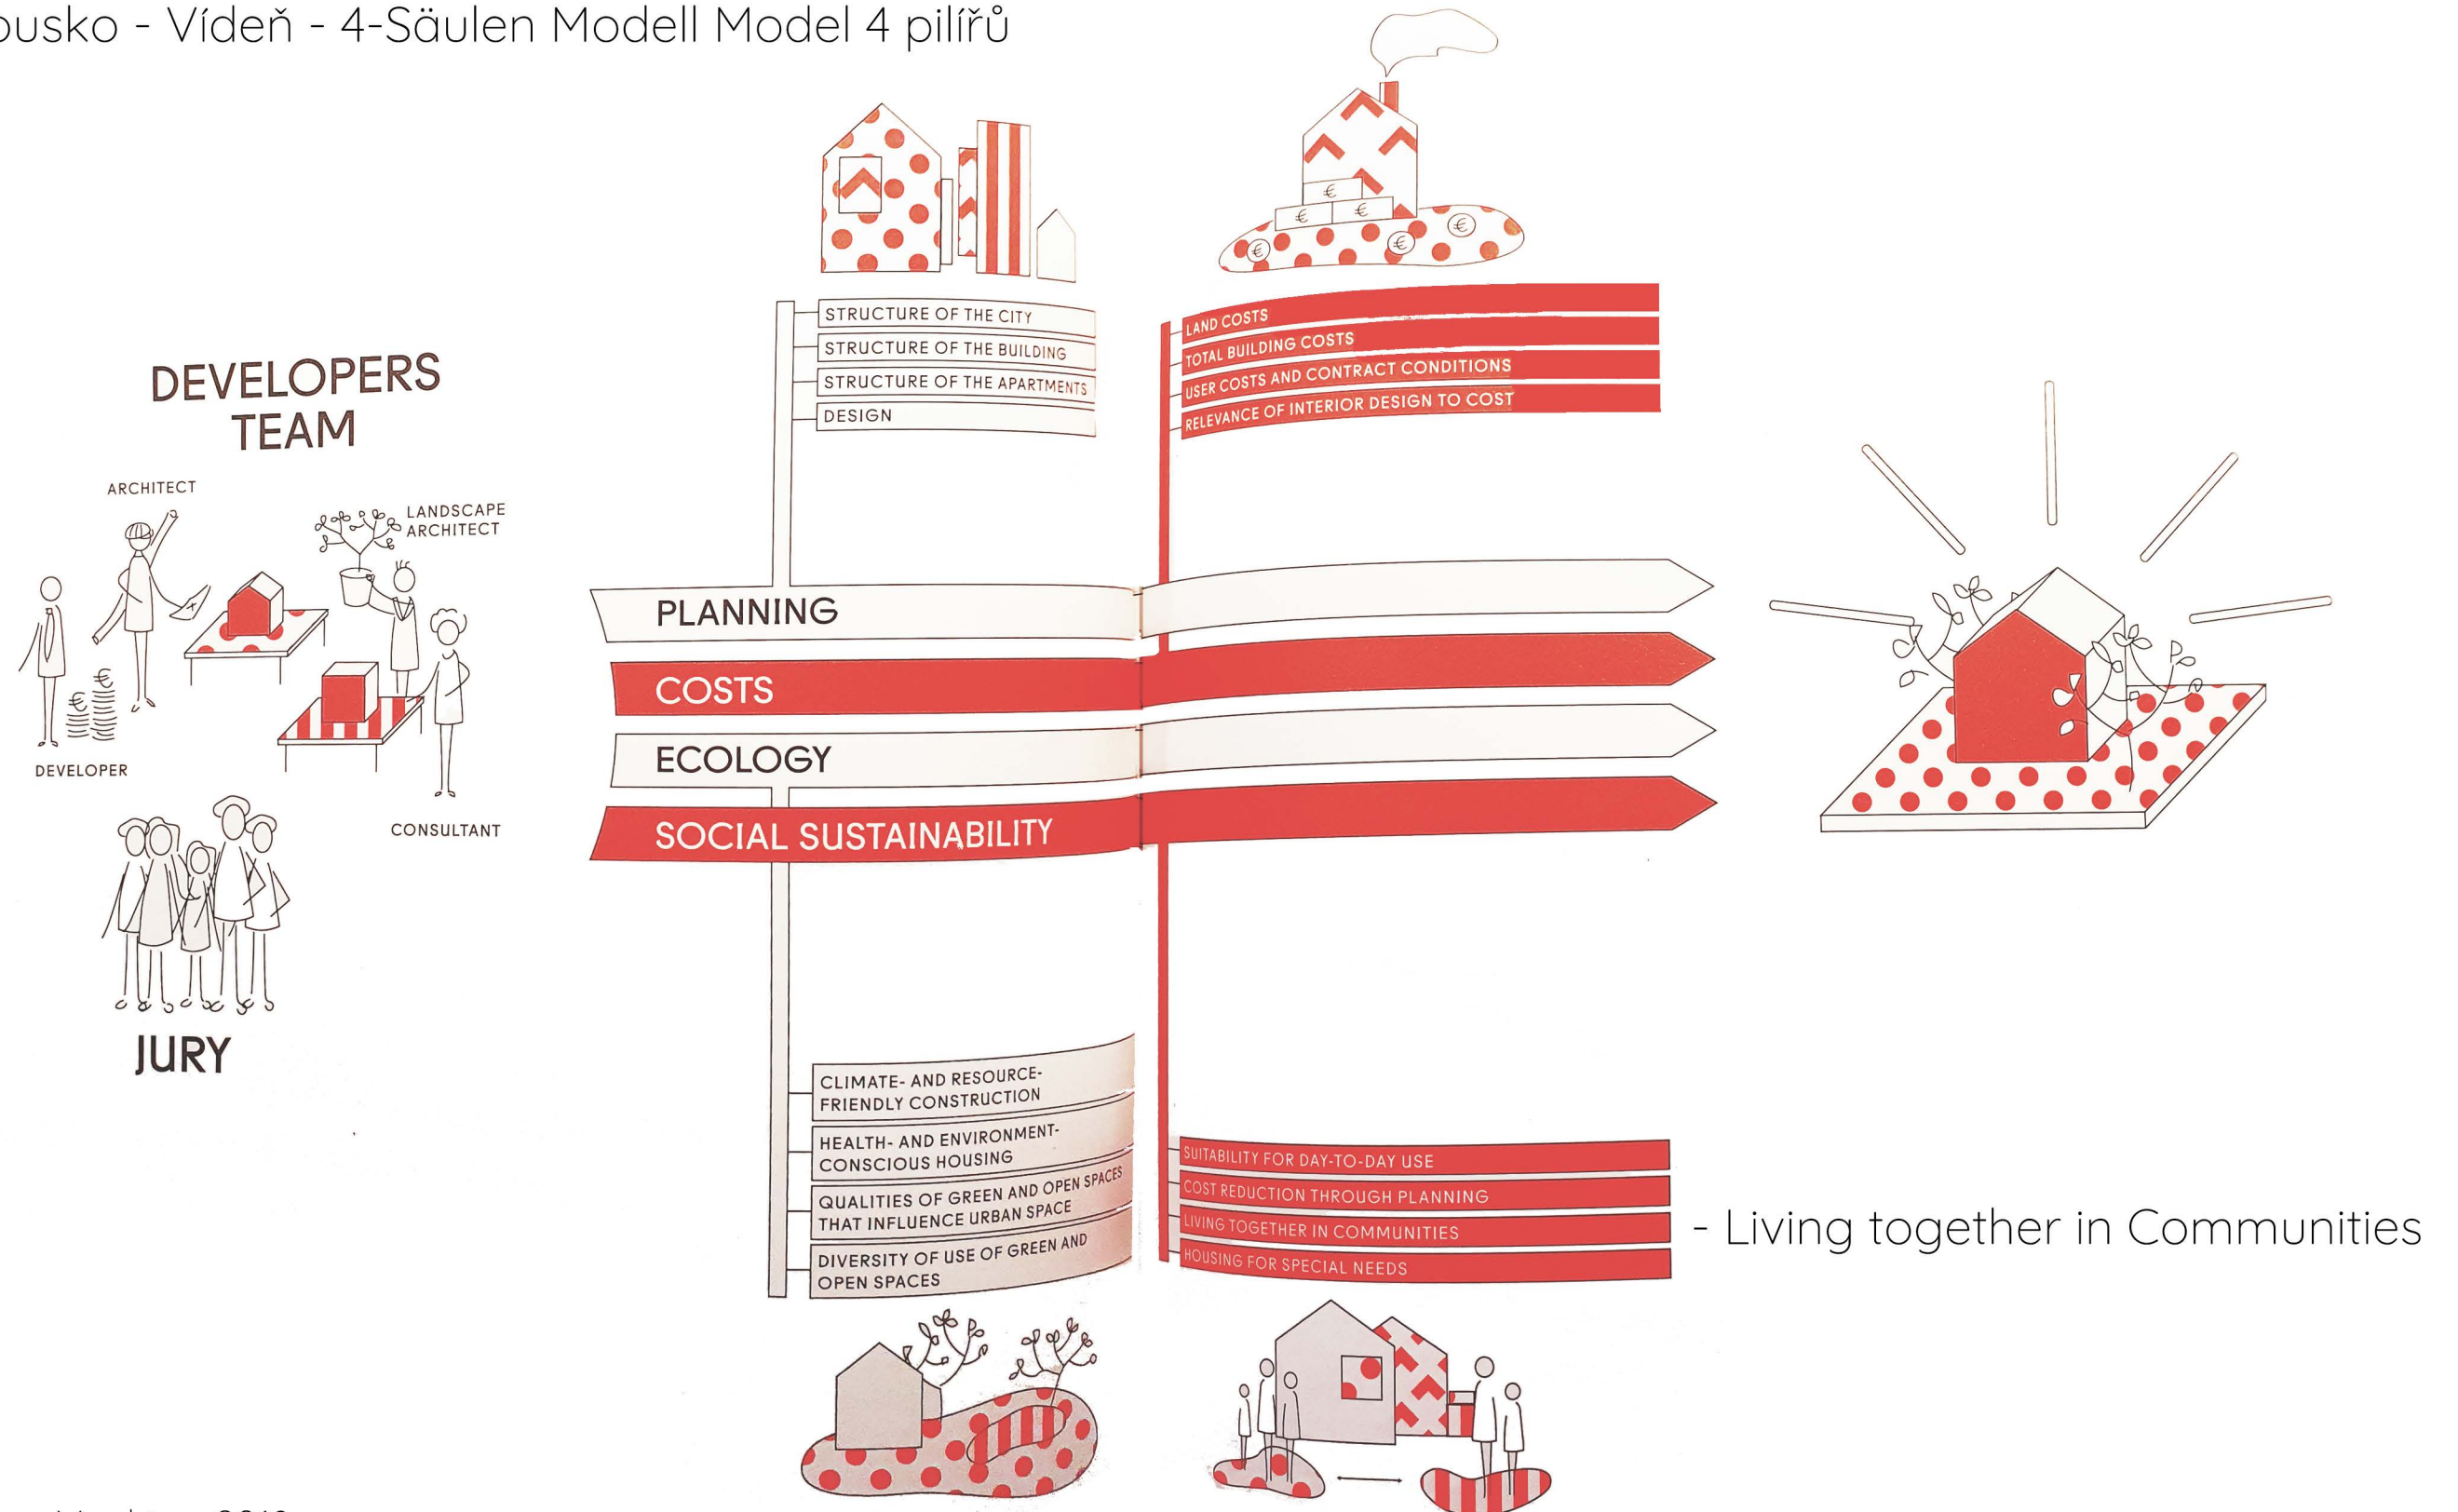 - Vídeň - 4-Säulen Modell Model 4 pilířů
DEVELOPERS
TEAM
ARCHITECT
LANDSCAPE
ARCHITECT
€
€
DEVELOPER
CONSULTANT
JURY
€
€
€
€
€
€
STRUCTURE OF THE CITY
STRUCTURE OF THE BUILDING
STRUCTURE OF THE APARTMENTS
DESIGN
LAND COSTS
TOTAL BUILDING COSTS
USER COSTS AND CONTRACT CONDITIONS
RELEVANCE OF INTERIOR DESIGN TO COST
PLANNING
COSTS
ECOLOGY
SOCIAL SUSTAINABILITY
CLIMATE- AND RESOURCE-
FRIENDLY CONSTRUCTION
HEALTH- AND ENVIRONMENT-
CONSCIOUS HOUSING
QUALITIES OF GREEN AND OPEN SPACES
THAT INFLUENCE URBAN SPACE
DIVERSITY OF USE OF GREEN AND
OPEN SPACES
SUITABILITY FOR DAY-TO-DAY USE
COST REDUCTION THROUGH PLANNING
LIVING TOGETHER IN COMMUNITIES
HOUSING FOR SPECIAL NEEDS
- Living together in Communities